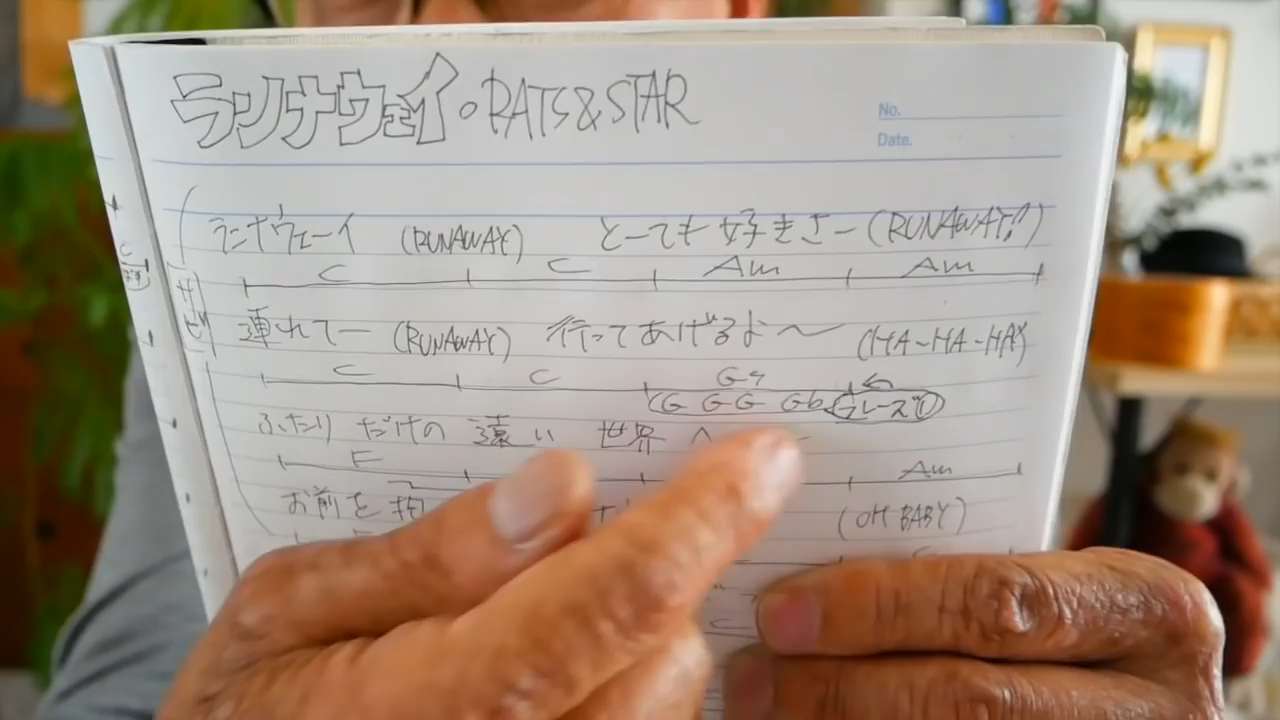 ランナウェイ。RATS&STAR
No.
Date.
ランナウェーイ (RUNAWAY) とーても好きさー(RUNAWAY!!)
C C Am Am
サビ
連れてー (RUNAWAY) 行ってあげるよ〜 (HA-HA-HA)
C C G7
G G G Gb フレーズ①
ふたり だけの 遠い 世界 へ
F Am
お前を 抱 (OH BABY)
C